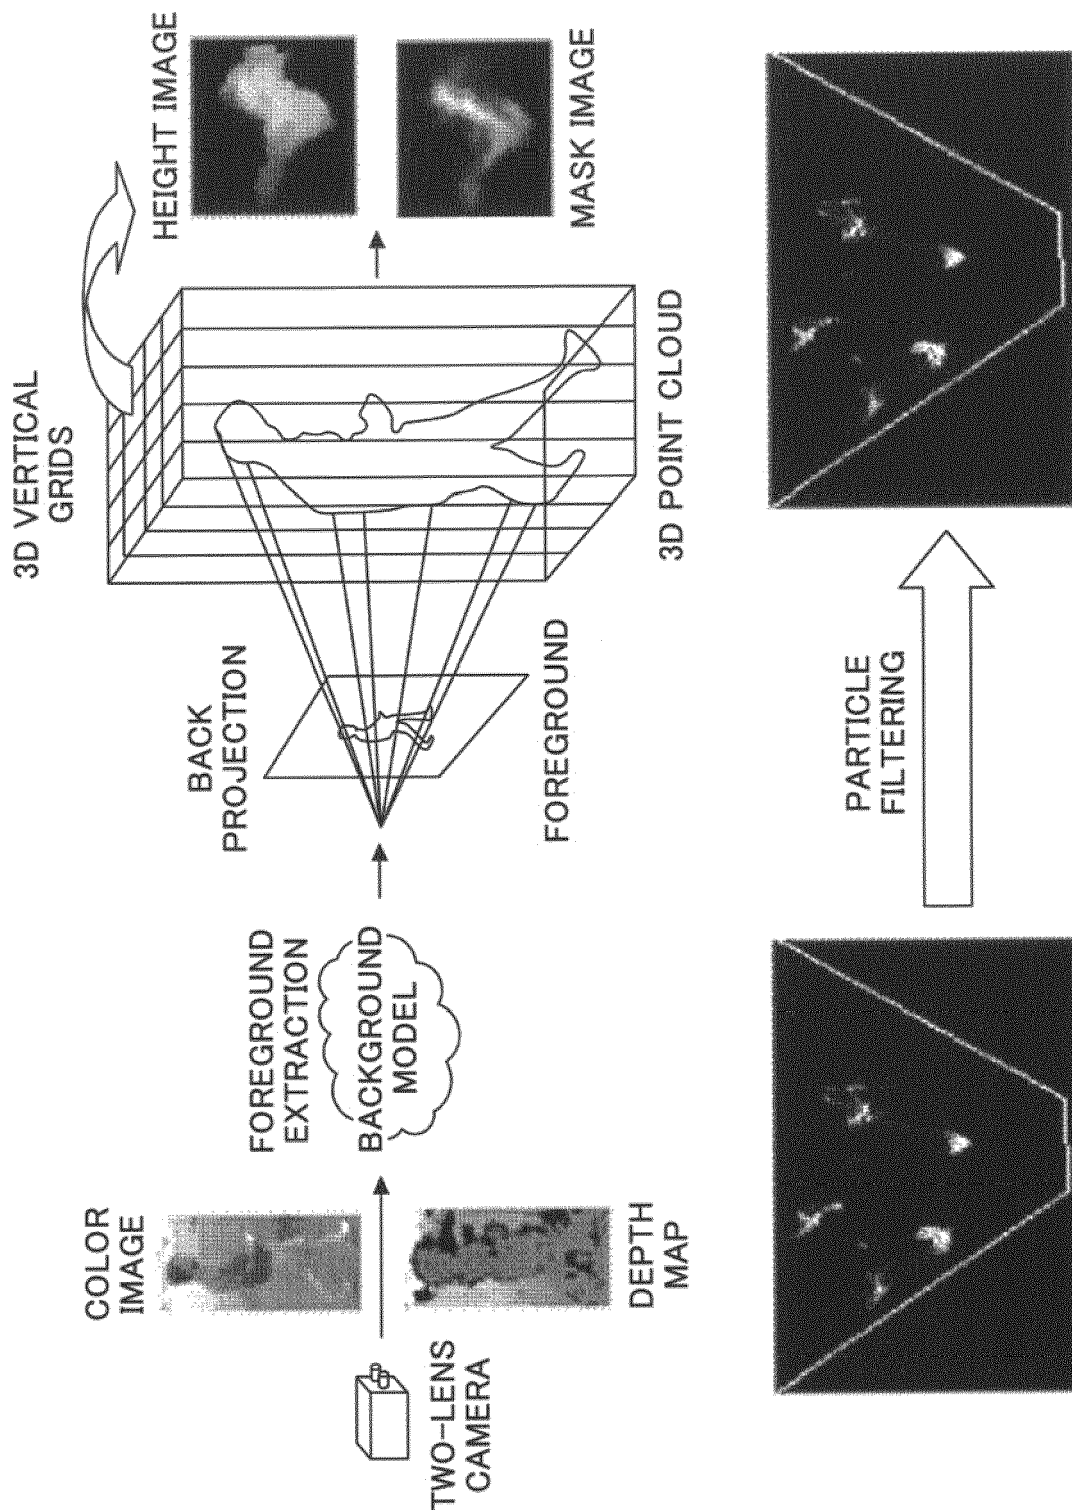 TWO-LENS
CAMERA
COLOR
IMAGE
DEPTH
MAP
FOREGROUND
EXTRACTION
BACKGROUND
MODEL
BACK
PROJECTION
FOREGROUND
3D VERTICAL
GRIDS
3D POINT CLOUD
HEIGHT IMAGE
MASK IMAGE
PARTICLE
FILTERING